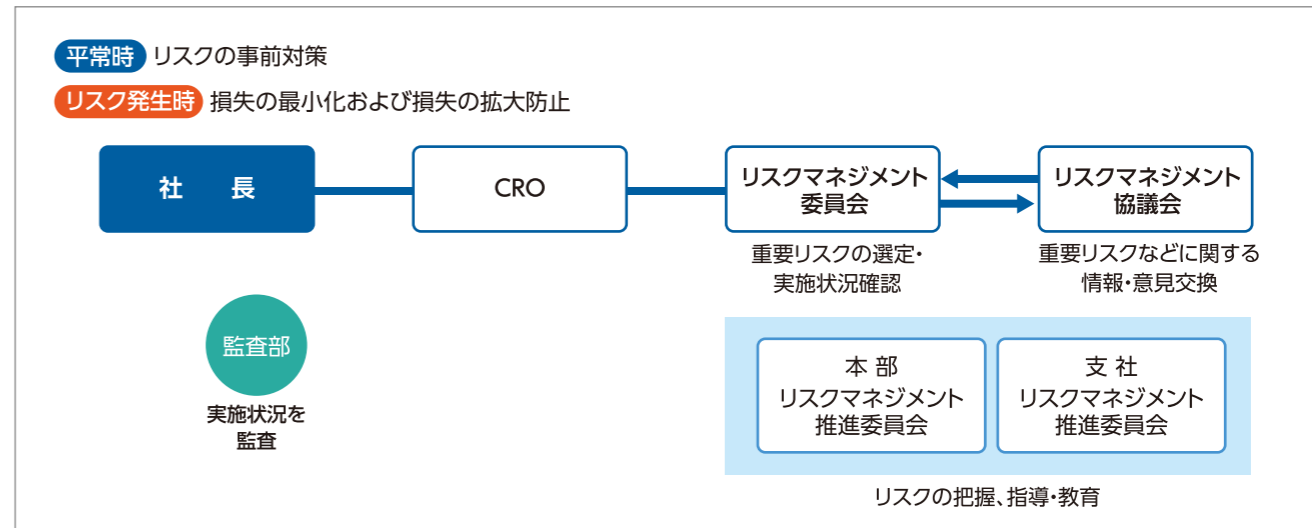 平常時 リスクの事前対策
リスク発生時 損失の最小化および損失の拡大防止
社 長
CRO
リスクマネジメント
委員会
リスクマネジメント
協議会
重要リスクの選定・
実施状況確認
重要リスクなどに関する
情報・意見交換
監査部
実施状況を
監査
本 部
リスクマネジメント
推進委員会
支 社
リスクマネジメント
推進委員会
リスクの把握、指導・教育